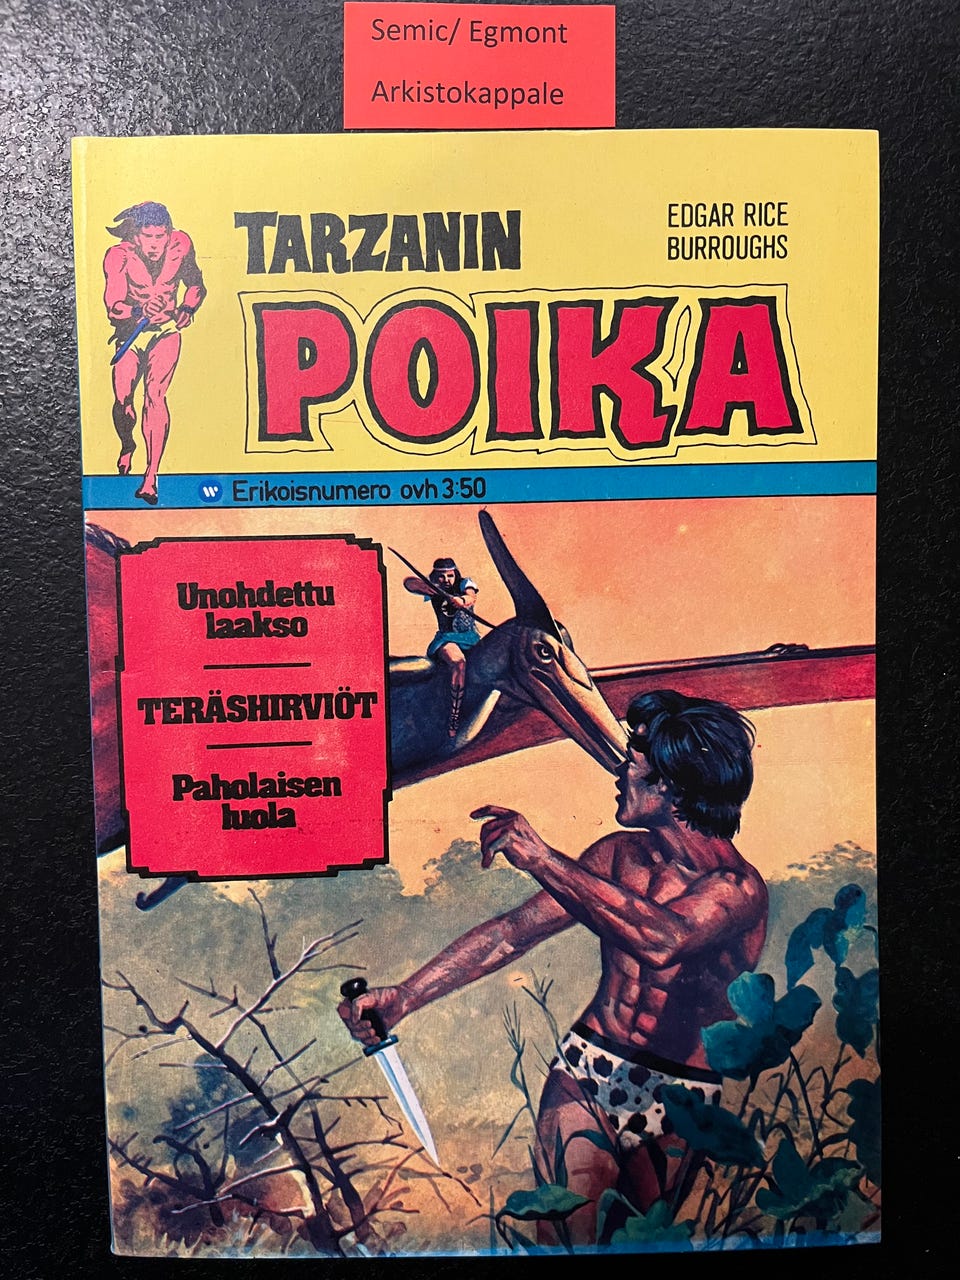 Semic/ Egmont
Arkistokappale
TARZANIN
EDGAR RICE
BURROUGHS
POIKA
W Erikoisnumero ovh 3:50
Unohdettu
laakso
TERÄSHIRVIÖT
Paholaisen
luola